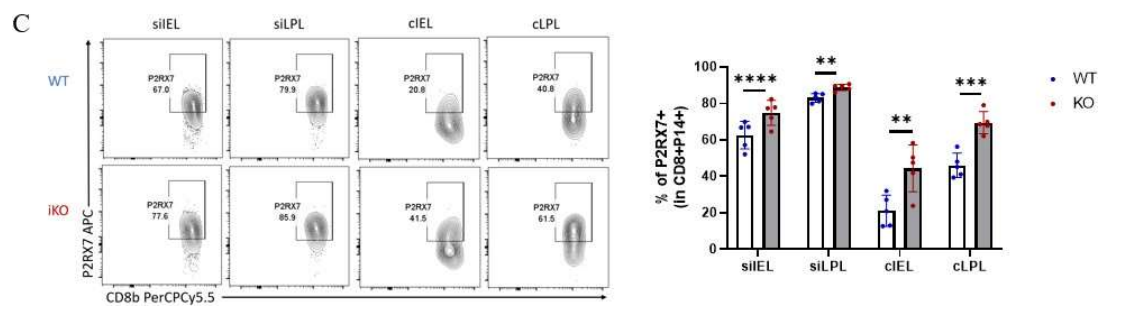 C
siIEL siLPL cIEL cLPL
WT
P2RX7
67.0
P2RX7
79.9
P2RX7
20.8
P2RX7
40.8
iKO
P2RX7
77.6
P2RX7
85.9
P2RX7
41.5
P2RX7
61.5
P2RX7 APC
CD8b PerCPCy5.5
% of P2RX7+
(In CD8+P14+)
100
80
60
40
20
0
**** ** ** ***
siIEL siLPL cIEL cLPL
WT
KO